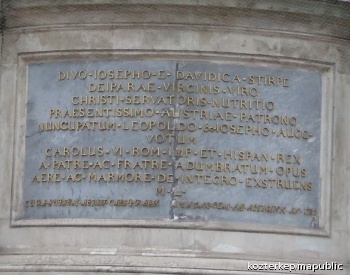 DIVO·IOSEPHO·E·DAVIDICA·STIRPE
DEIPARAE·VIRGINIS·VIRO
CHRISTI·SERVATORIS·NUTRITIO
PRAESENTISSIMO·AUSTRIAE·PATRONO
NUNCUPATUM·LEOPOLDO·&·IOSEPHO·AUGG·
VOTUM
CAROLUS·VI·ROM·IMP·ET·HISPAN·REX
A·PATRE·AC·FRATRE·ADUMBRATUM·OPUS
AERE·AC·MARMORE·DE·INTEGRO·EXSTRUENS
kozterkep mapublic